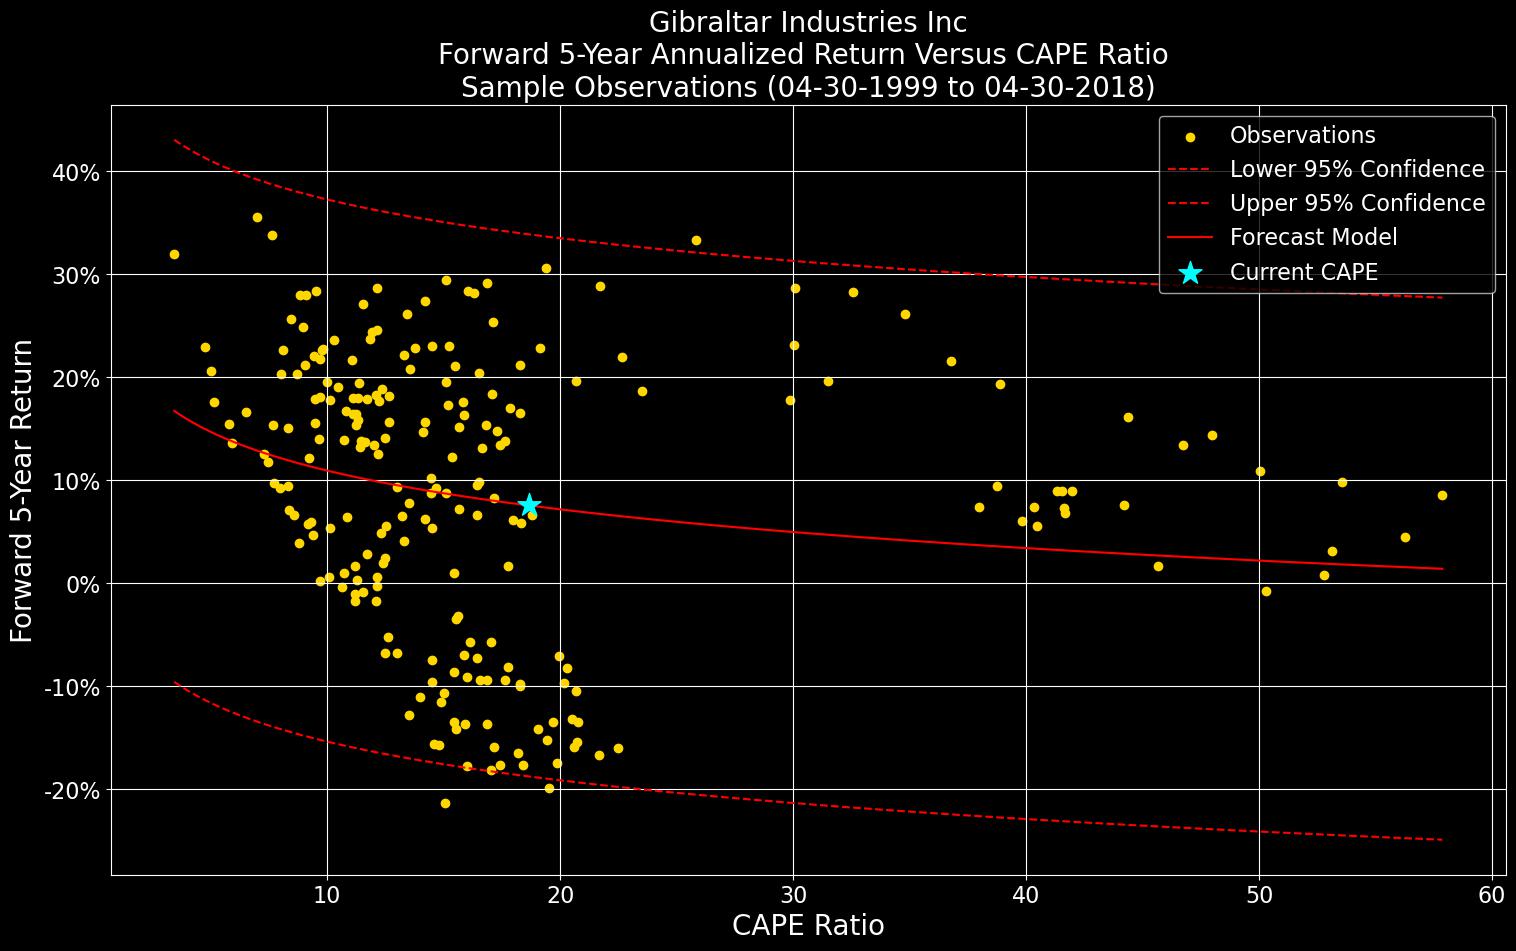 Gibraltar Industries Inc
Forward 5-Year Annualized Return Versus CAPE Ratio
Sample Observations (04-30-1999 to 04-30-2018)
Observations
Lower 95% Confidence
Upper 95% Confidence
Forecast Model
Current CAPE
Forward 5-Year Return
40%
30%
20%
10%
0%
-10%
-20%
10 20 30 40 50 60
CAPE Ratio